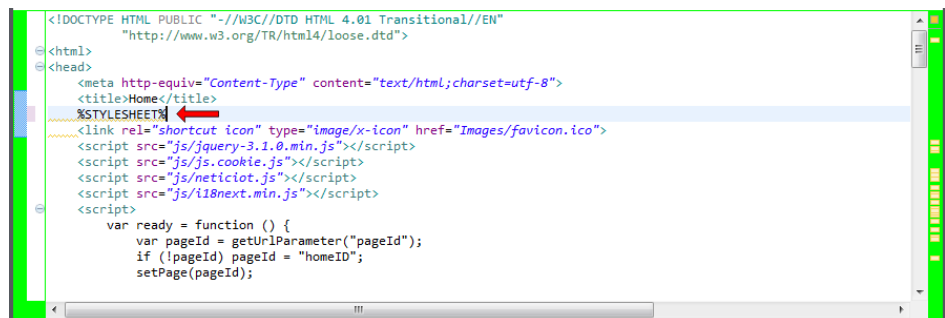 <!DOCTYPE HTML PUBLIC "-//W3C//DTD HTML 4.01 Transitional//EN"
"http://www.w3.org/TR/html4/loose.dtd">
<html>
<head>
<meta http-equiv="Content-Type" content="text/html;charset=utf-8">
<title>Home</title>
%STYLESHEET%
<link rel="shortcut icon" type="image/x-icon" href="Images/favicon.ico">
<script src="js/jquery-3.1.0.min.js"></script>
<script src="js/js.cookie.js"></script>
<script src="js/neticiot.js"></script>
<script src="js/i18next.min.js"></script>
<script>
var ready = function () {
var pageId = getUrlParameter("pageId");
if (!pageId) pageId = "homeID";
setPage(pageId);